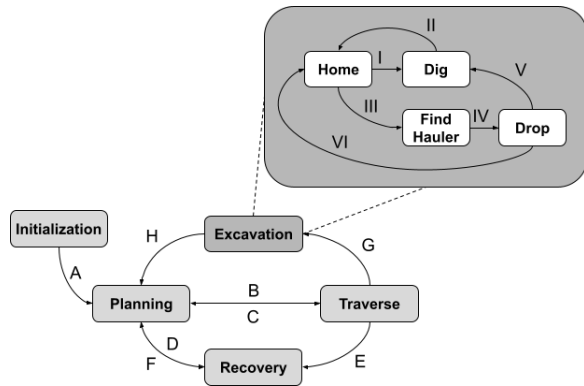 II
Home
I
Dig
V
III
Find
Hauler
IV
Drop
VI
Initialization
H
Excavation
G
A
Planning
B
C
Traverse
D
F
E
Recovery